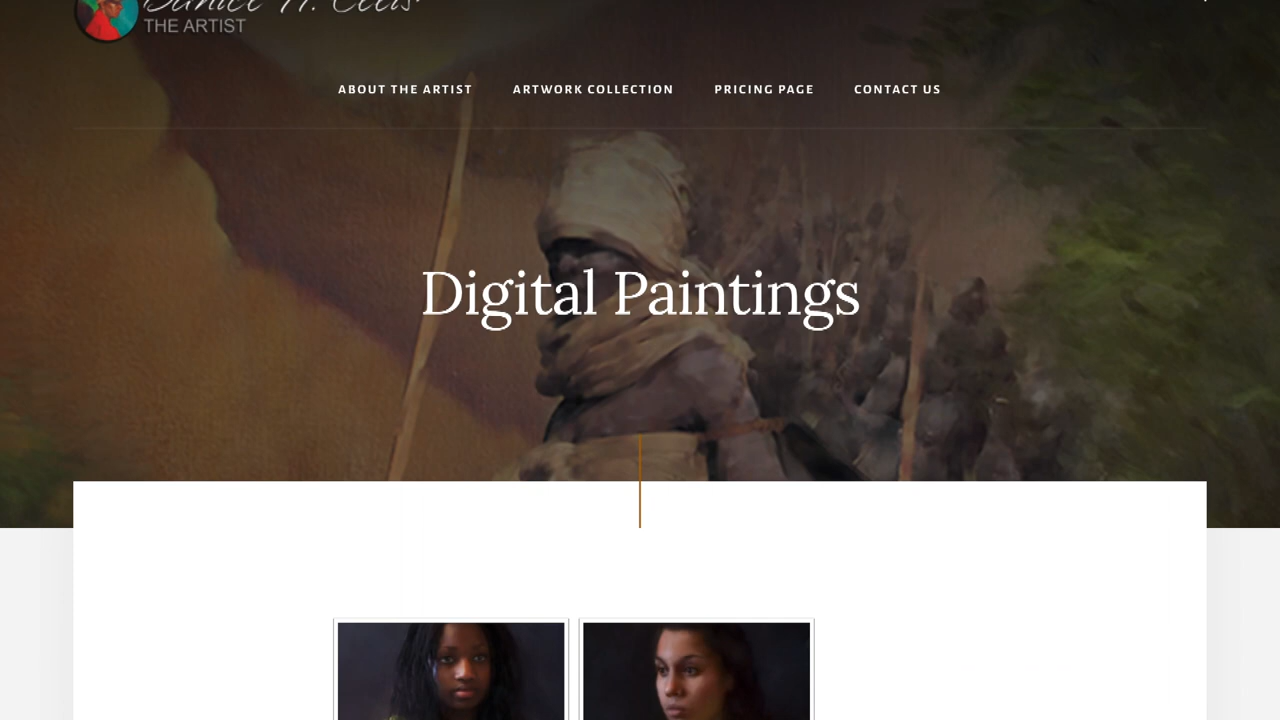 THE ARTIST
ABOUT THE ARTIST
ARTWORK COLLECTION
PRICING PAGE
CONTACT US
Digital Paintings